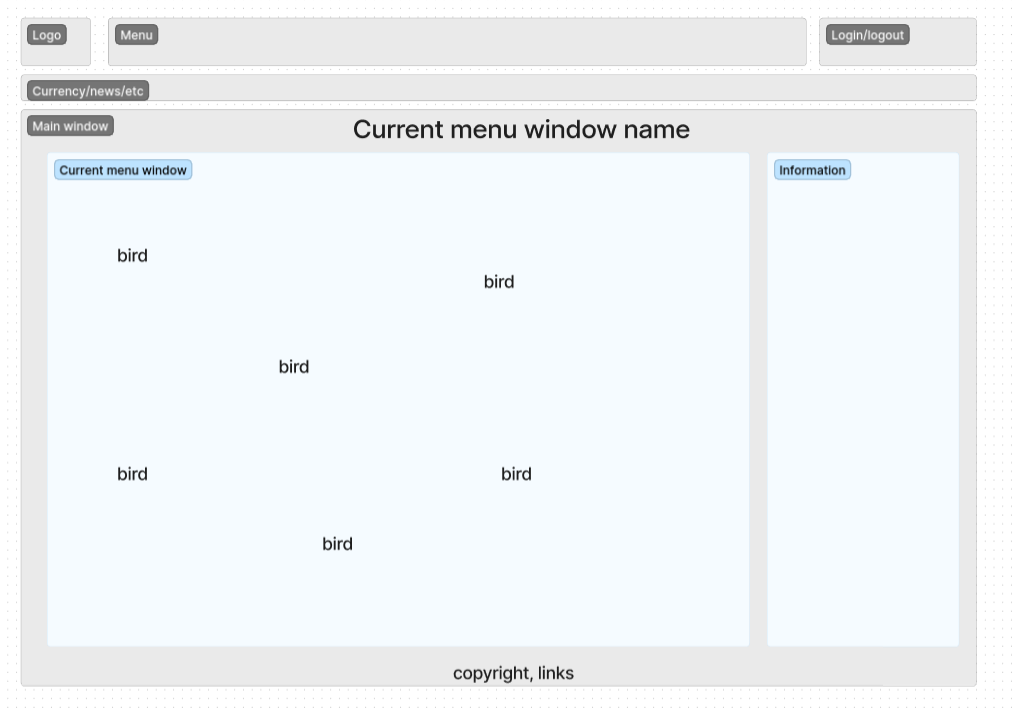 Logo
Menu
Login/logout
Currency/news/etc
Main window
Current menu window name
Current menu window
Information
bird
bird
bird
bird
bird
bird
copyright, links